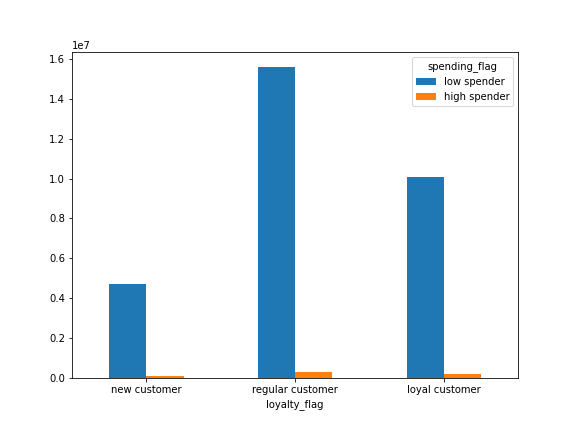 1e7
1.6
1.4
1.2
1.0
0.8
0.6
0.4
0.2
0.0
spending_flag
low spender
high spender
new customer regular customer loyal customer
loyalty_flag